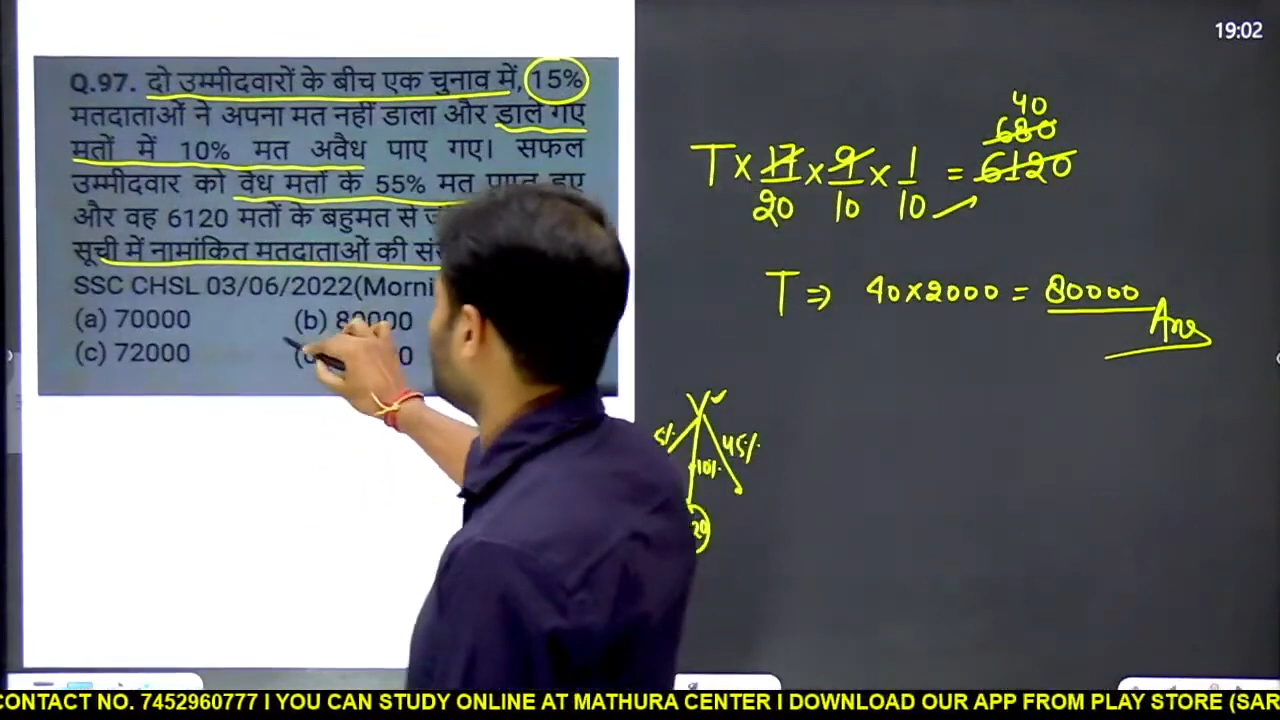 19:02
Q.97. दो उम्मीदवारों के बीच एक चुनाव में, 15%
मतदाताओं ने अपना मत नहीं डाला और डाले गए
मतों में 10% मत अवैध पाए गए। सफल
उम्मीदवार को वैध मतों के 55% मत प्राप्त हुए
और वह 6120 मतों के बहुमत से
सूची में नामांकित मतदाताओं की
SSC CHSL 03/06/2022
(a) 70000
(b) 80000
(c) 72000
40
680
T × 17/20 × 9/10 × 1/10 = 6120
T ⇒ 40×2000 = 80000
Ans
45%
10%
CONTACT NO. 7452960777 I YOU CAN STUDY ONLINE AT MATHURA CENTER I DOWNLOAD OUR APP FROM PLAY STORE (SAR